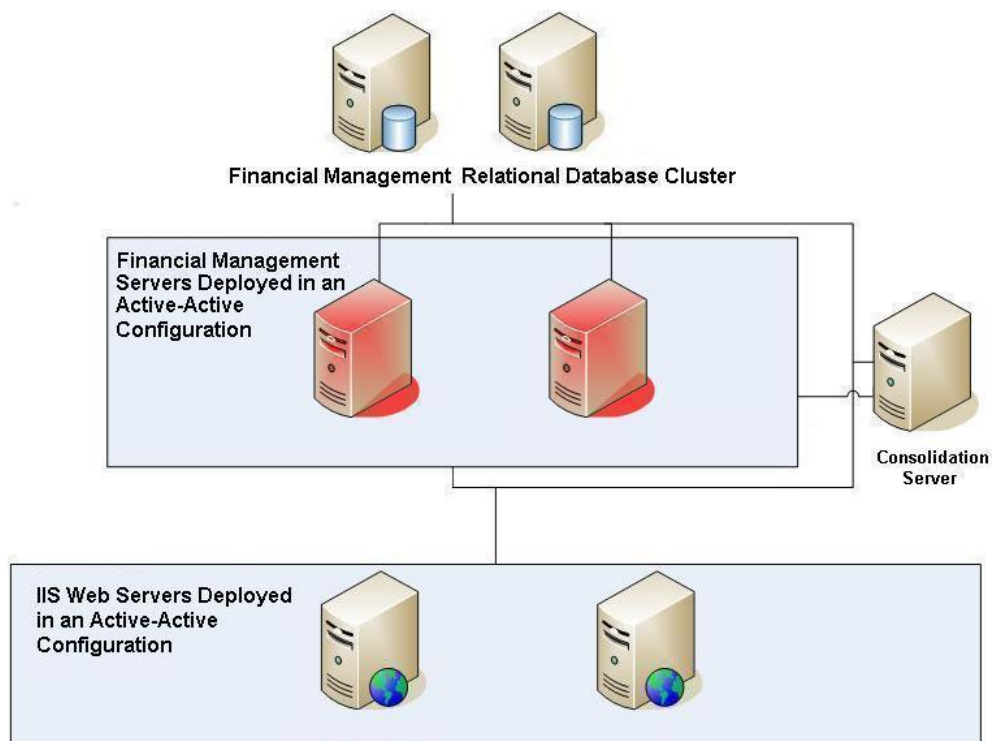 Financial Management Relational Database Cluster
Financial Management
Servers Deployed in an
Active-Active
Configuration
Consolidation
Server
IIS Web Servers Deployed
in an Active-Active
Configuration